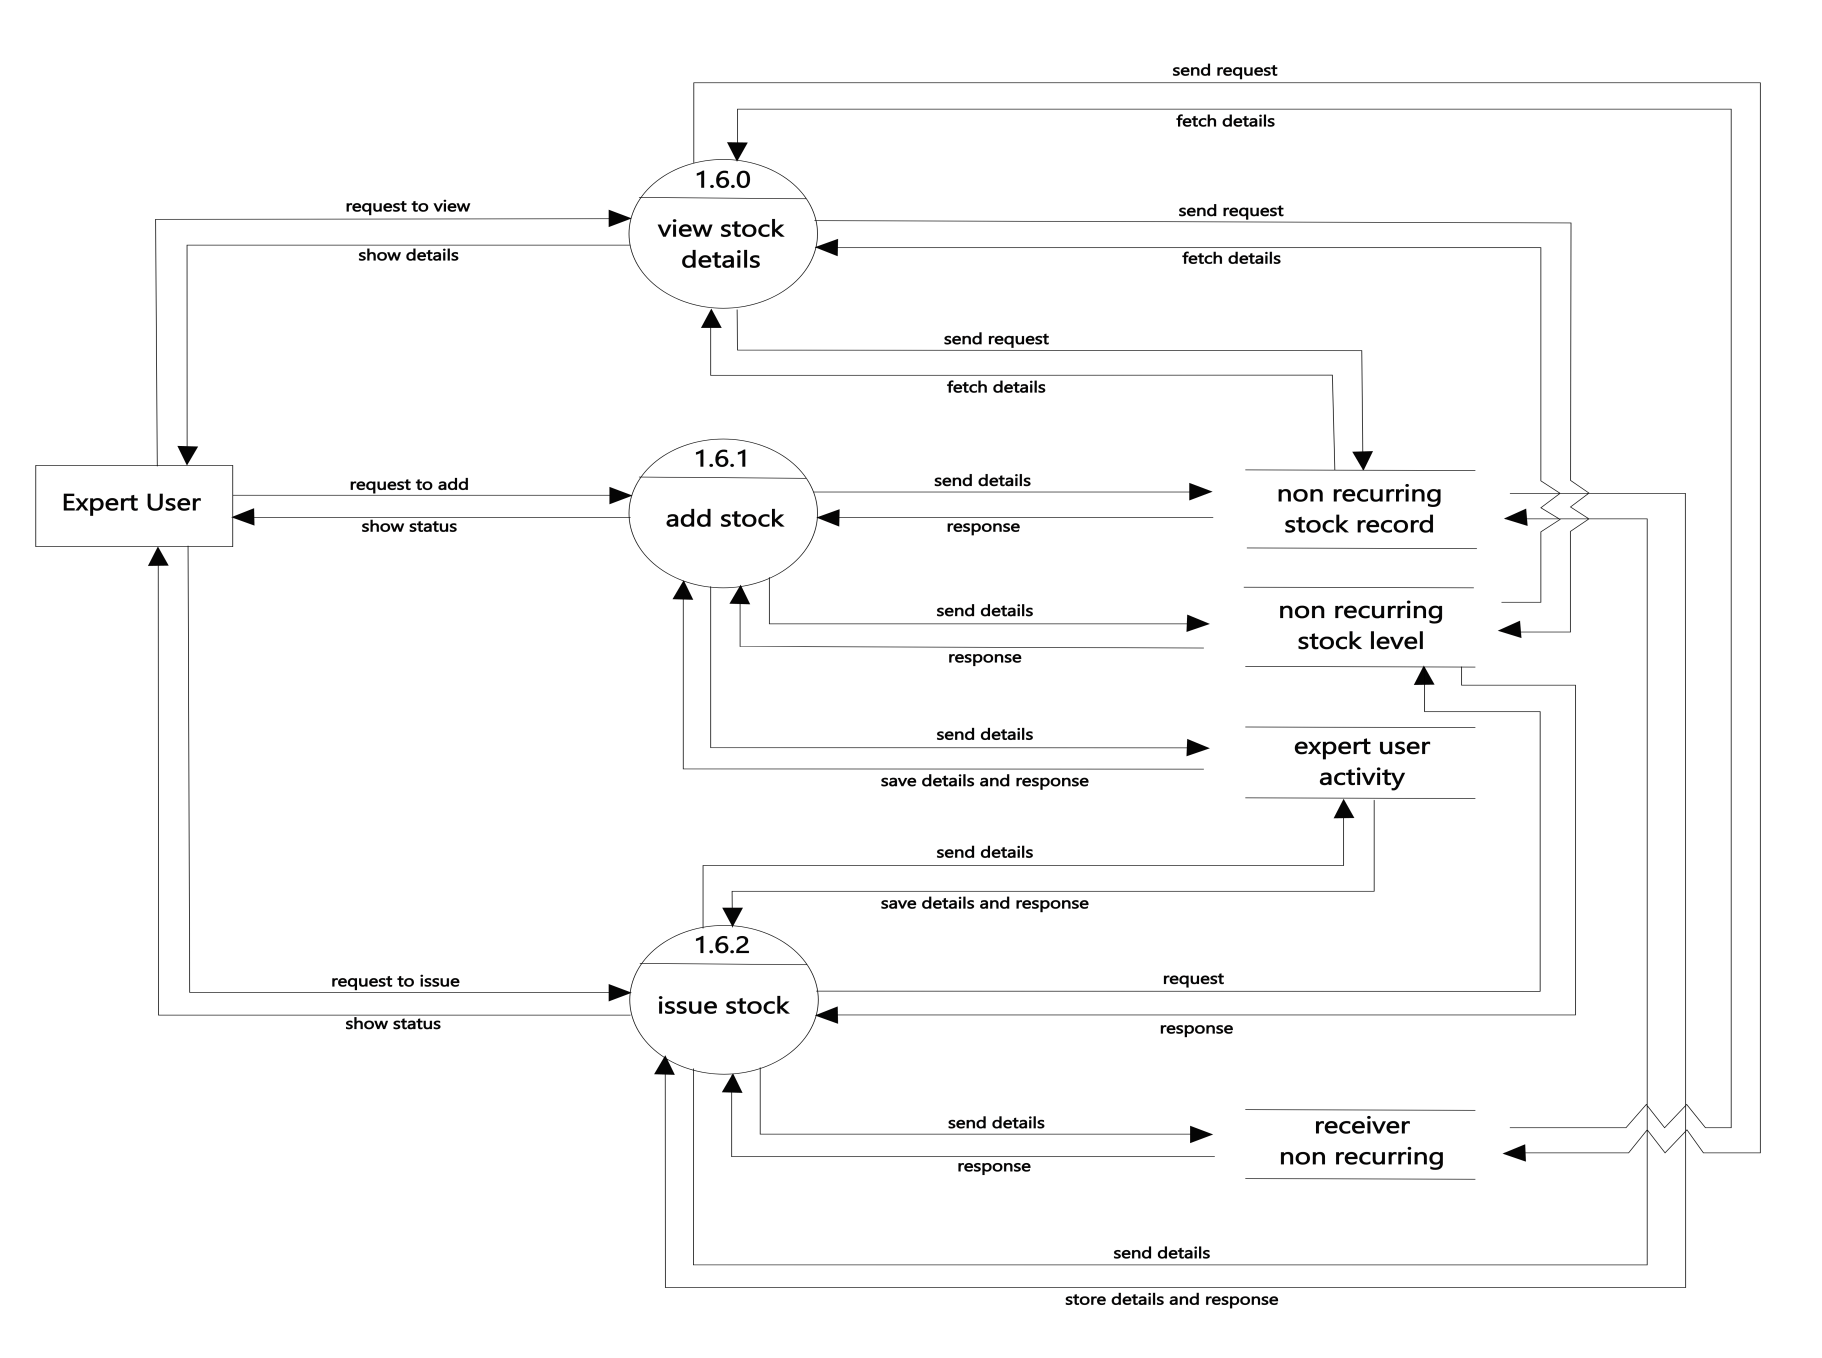 send request
fetch details
1.6.0
request to view
send request
view stock
details
show details
fetch details
send request
fetch details
1.6.1
request to add
send details
non recurring
stock record
Expert User
add stock
show status
response
send details
non recurring
stock level
response
send details
expert user
activity
save details and response
send details
save details and response
1.6.2
request to issue
request
issue stock
show status
response
send details
receiver
non recurring
response
send details
store details and response